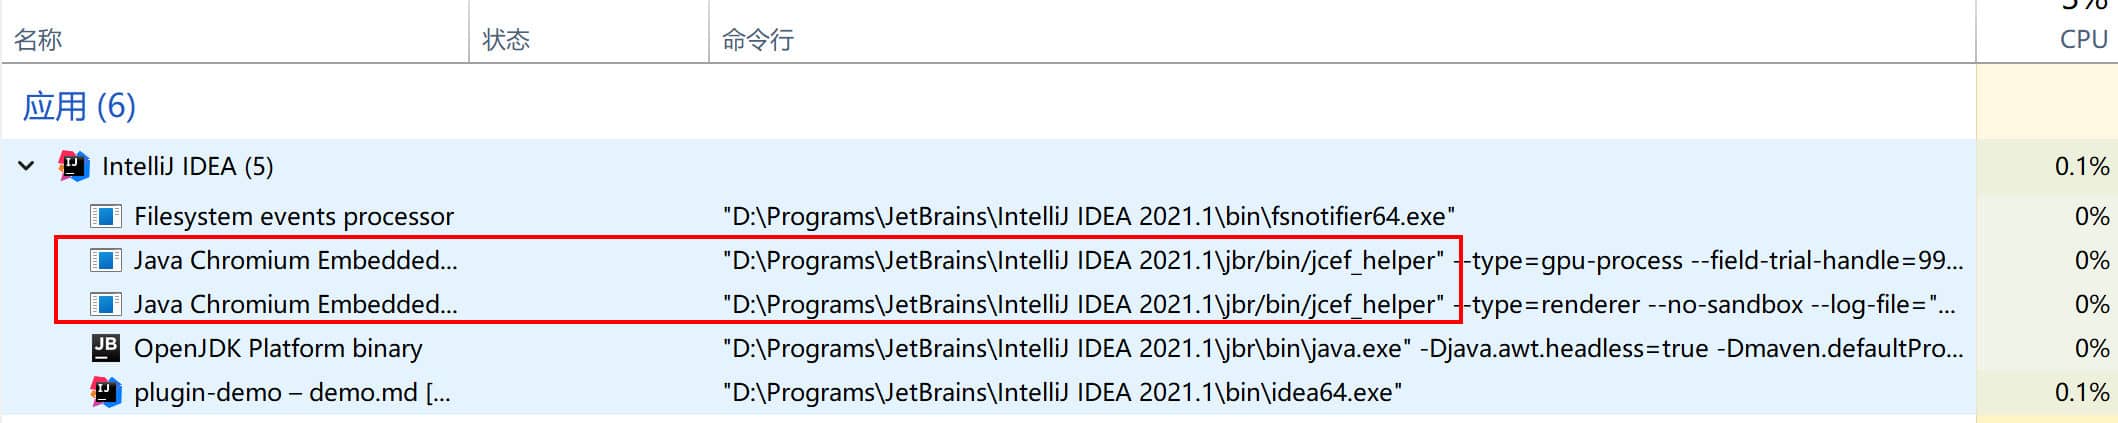 5%
名称 状态 命令行 CPU
应用 (6)
IntelliJ IDEA (5) 0.1%
Filesystem events processor "D:\Programs\JetBrains\IntelliJ IDEA 2021.1\bin\fsnotifier64.exe" 0%
Java Chromium Embedded... "D:\Programs\JetBrains\IntelliJ IDEA 2021.1\jbr/bin/jcef_helper" --type=gpu-process --field-trial-handle=99... 0%
Java Chromium Embedded... "D:\Programs\JetBrains\IntelliJ IDEA 2021.1\jbr/bin/jcef_helper" --type=renderer --no-sandbox --log-file="... 0%
OpenJDK Platform binary "D:\Programs\JetBrains\IntelliJ IDEA 2021.1\jbr\bin\java.exe" -Djava.awt.headless=true -Dmaven.defaultPro... 0%
plugin-demo – demo.md [... "D:\Programs\JetBrains\IntelliJ IDEA 2021.1\bin\idea64.exe" 0.1%